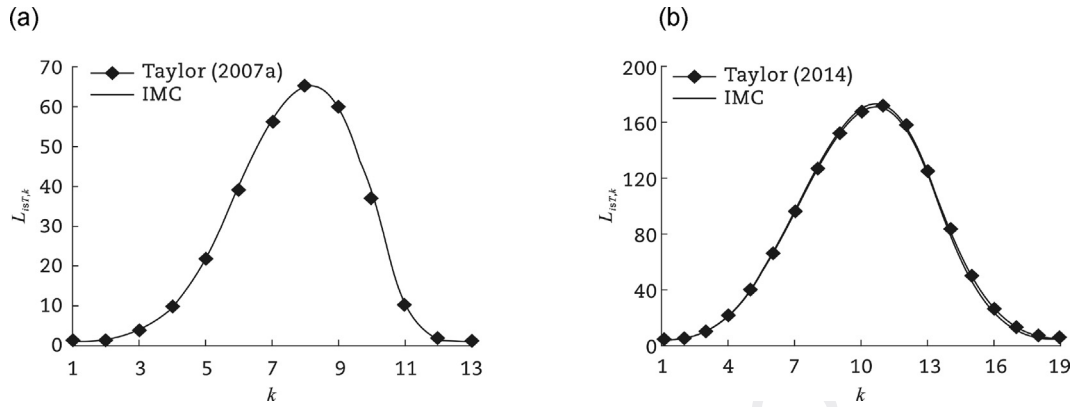 (a)
70
60
50
40
30
20
10
0
Taylor (2007a)
IMC
L_{isT,k}
1 3 5 7 9 11 13
k
(b)
200
160
120
80
40
0
Taylor (2014)
IMC
L_{isT,k}
1 4 7 10 13 16 19
k